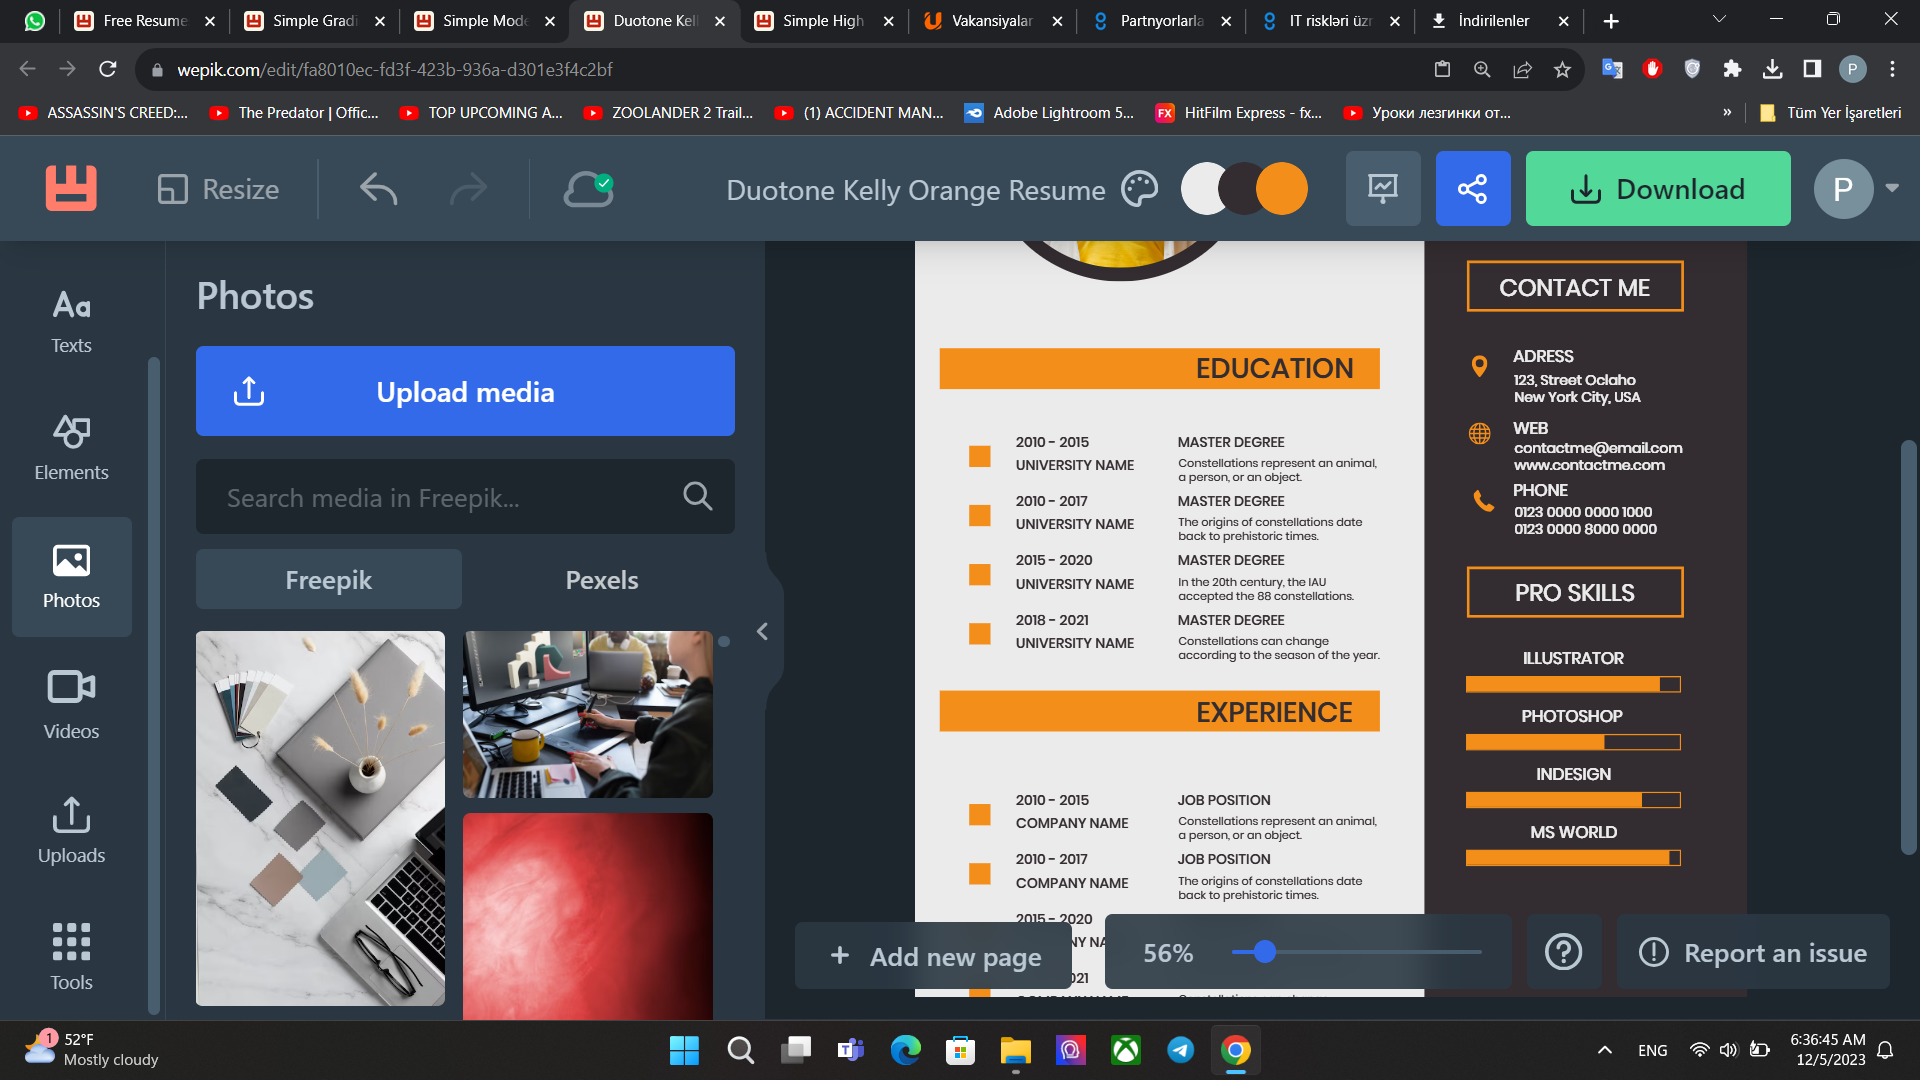 Free Resume
Simple Gradi
Simple Mode
Duotone Kell
Simple High
Vakansiyalar
Partnyorlarla
IT riskləri üzr
İndirilenler
wepik.com/edit/fa8010ec-fd3f-423b-936a-d301e3f4c2bf
P
ASSASSIN'S CREED:...
The Predator | Offic...
TOP UPCOMING A...
ZOOLANDER 2 Trail...
(1) ACCIDENT MAN...
Adobe Lightroom 5...
FX
HitFilm Express - fx...
Уроки лезгинки от...
»
Tüm Yer İşaretleri
Resize
Duotone Kelly Orange Resume
Download
P
Aa
Texts
Elements
Photos
Videos
Uploads
Tools
Photos
Upload media
Search media in Freepik...
Freepik
Pexels
EDUCATION
2010 - 2015
UNIVERSITY NAME
MASTER DEGREE
Constellations represent an animal,
a person, or an object.
2010 - 2017
UNIVERSITY NAME
MASTER DEGREE
The origins of constellations date
back to prehistoric times.
2015 - 2020
UNIVERSITY NAME
MASTER DEGREE
In the 20th century, the IAU
accepted the 88 constellations.
2018 - 2021
UNIVERSITY NAME
MASTER DEGREE
Constellations can change
according to the season of the year.
EXPERIENCE
2010 - 2015
COMPANY NAME
JOB POSITION
Constellations represent an animal,
a person, or an object.
2010 - 2017
COMPANY NAME
JOB POSITION
The origins of constellations date
back to prehistoric times.
2015 - 2020
CONTACT ME
ADRESS
123, Street Oclaho
New York City, USA
WEB
contactme@email.com
www.contactme.com
PHONE
0123 0000 0000 1000
0123 0000 8000 0000
PRO SKILLS
ILLUSTRATOR
PHOTOSHOP
INDESIGN
MS WORLD
+ Add new page
56%
Report an issue
1
52°F
Mostly cloudy
ENG
6:36:45 AM
12/5/2023